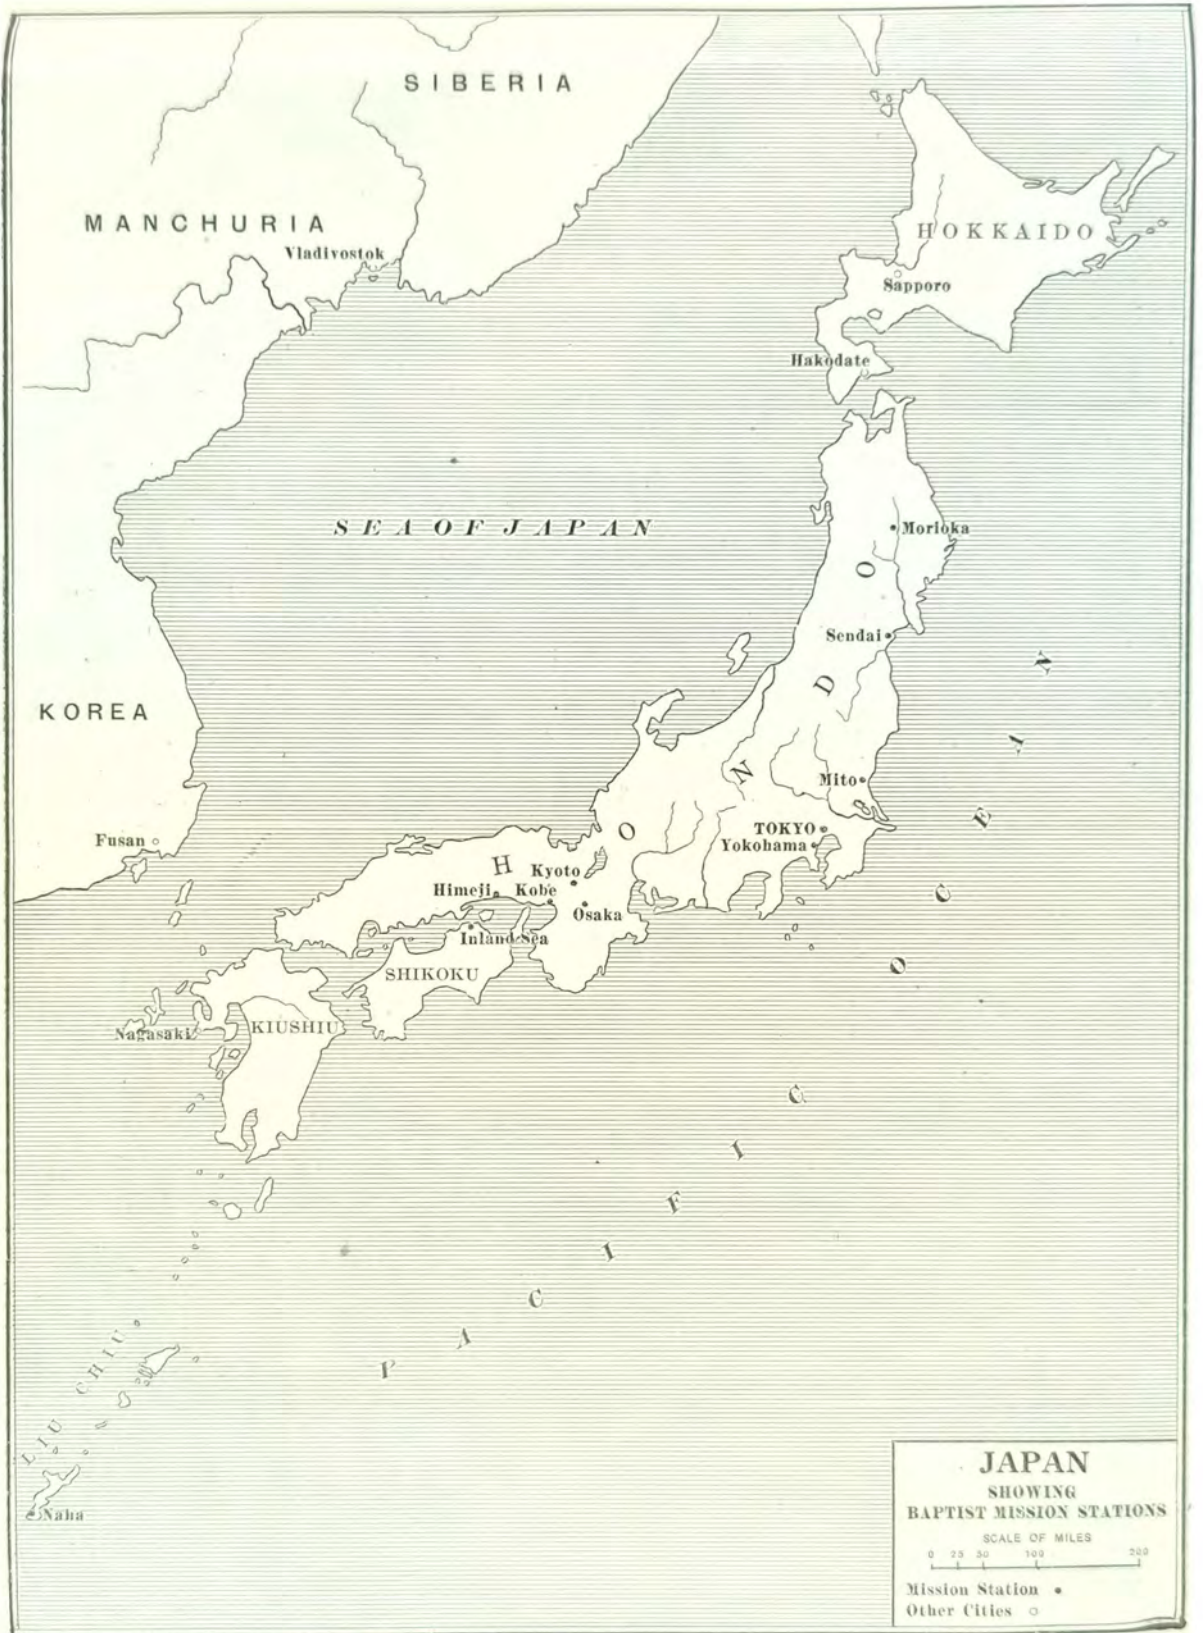 SIBERIA
MANCHURIA
Vladivostok
HOKKAIDO
Sapporo
Hakodate
SEA OF JAPAN
Morioka
Sendai
KOREA
Mito
TOKYO
Yokohama
HONDO
Fusan
Kyoto
Himeji
Kobe
Osaka
Inland Sea
SHIKOKU
Nagasaki
KIUSHIU
PACIFIC OCEAN
LIU CHIU
Naha
JAPAN
SHOWING
BAPTIST MISSION STATIONS
SCALE OF MILES
0 25 50 100 200
Mission Station
Other Cities